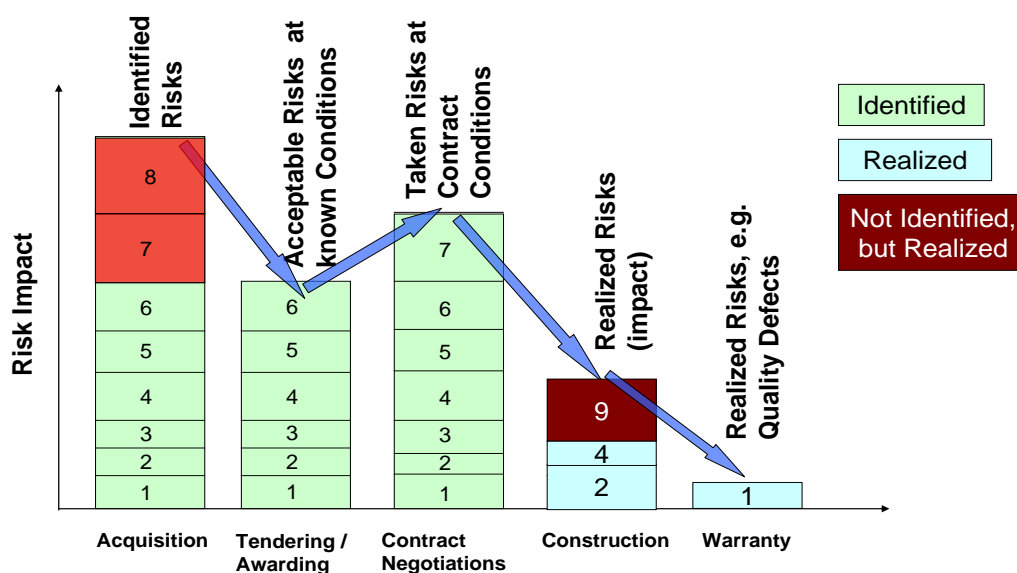 Risk Impact
Identified
Risks
Acceptable Risks at
known Conditions
Taken Risks at
Contract
Conditions
Realized Risks
(impact)
Realized Risks, e.g.
Quality Defects
Identified
Realized
Not Identified,
but Realized
8
7
6
5
4
3
2
1
6
5
4
3
2
1
7
6
5
4
3
2
1
9
4
2
1
Acquisition
Tendering /
Awarding
Contract
Negotiations
Construction
Warranty